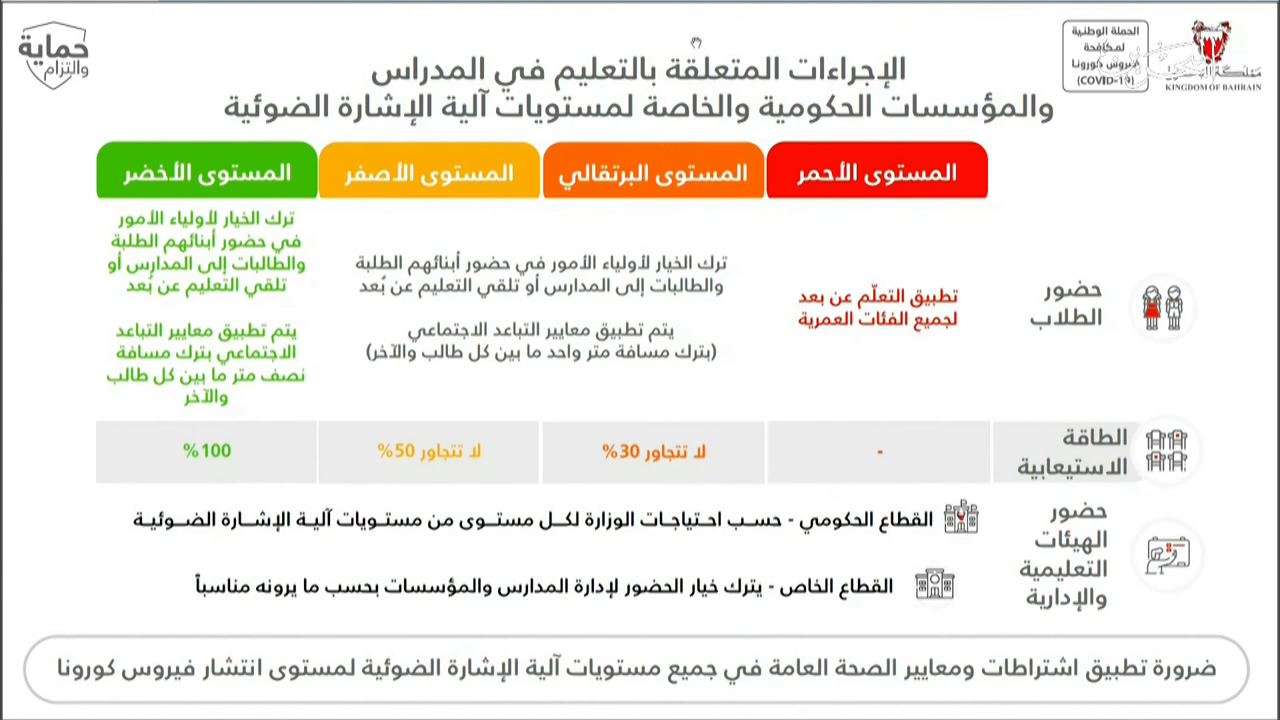 حماية
والتزام
الحملة الوطنية
لمكافحة
فيروس كورونا
(COVID-19)
مملكة البحرين
KINGDOM OF BAHRAIN
الإجراءات المتعلقة بالتعليم في المدراس
والمؤسسات الحكومية والخاصة لمستويات آلية الإشارة الضوئية
المستوى الأحمر
المستوى البرتقالي
المستوى الأصفر
المستوى الأخضر
حضور
الطلاب
تطبيق التعلّم عن بعد
لجميع الفئات العمرية
ترك الخيار لأولياء الأمور في حضور أبنائهم الطلبة
والطالبات إلى المدارس أو تلقي التعليم عن بُعد
يتم تطبيق معايير التباعد الاجتماعي
(بترك مسافة متر واحد ما بين كل طالب والآخر)
ترك الخيار لأولياء الأمور
في حضور أبنائهم الطلبة
والطالبات إلى المدارس أو
تلقي التعليم عن بُعد
يتم تطبيق معايير التباعد
الاجتماعي بترك مسافة
نصف متر ما بين كل طالب
والآخر
الطاقة
الاستيعابية
-
لا تتجاور 30%
لا تتجاور 50%
100%
حضور
الهيئات
التعليمية
والإدارية
القطاع الحكومي - حسب احتياجات الوزارة لكل مستوى من مستويات آلية الإشارة الضوئية
القطاع الخاص - يترك خيار الحضور لإدارة المدارس والمؤسسات بحسب ما يرونه مناسباً
ضرورة تطبيق اشتراطات ومعايير الصحة العامة في جميع مستويات آلية الإشارة الضوئية لمستوى انتشار فيروس كورونا